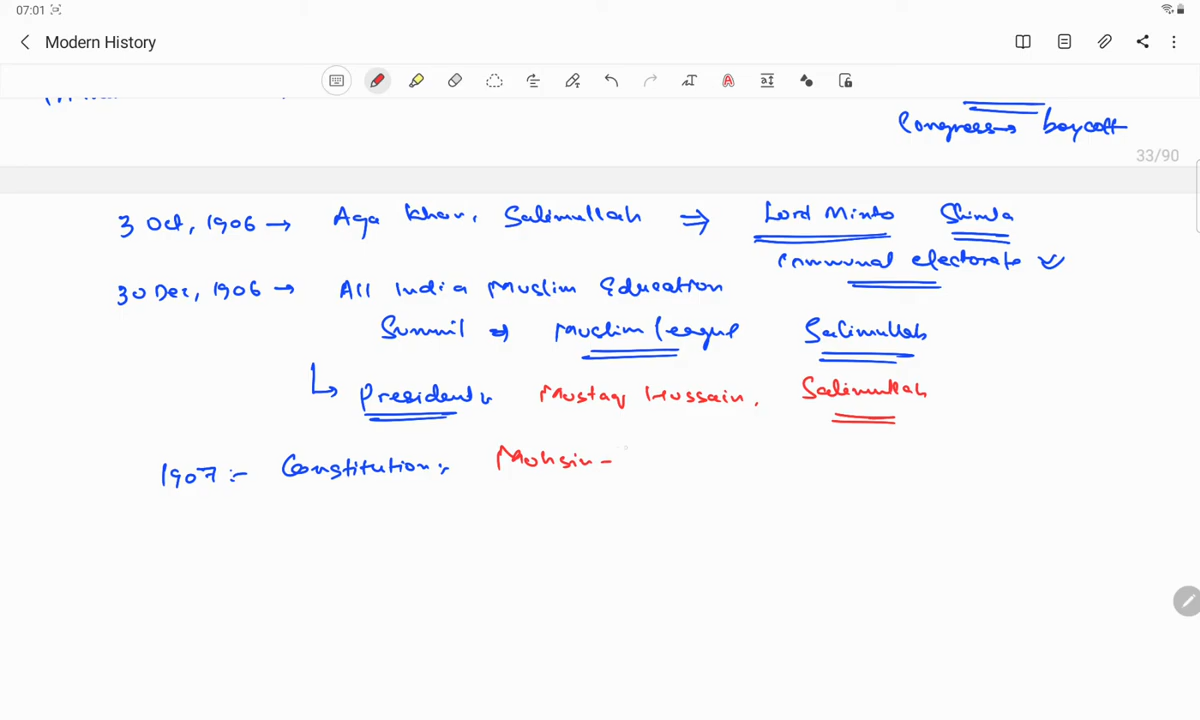 07:01
Modern History
Congress → boycott
33/90
3 Oct, 1906 → Aga Khan, Salimullah ⇒ Lord Minto Shimla
Communal electorate
30 Dec, 1906 → All India Muslim Education
Summit → Muslim League Salimullah
↳ President: Mustaq Hussain, Salimullah
1907 :- Constitution: Mohsin -